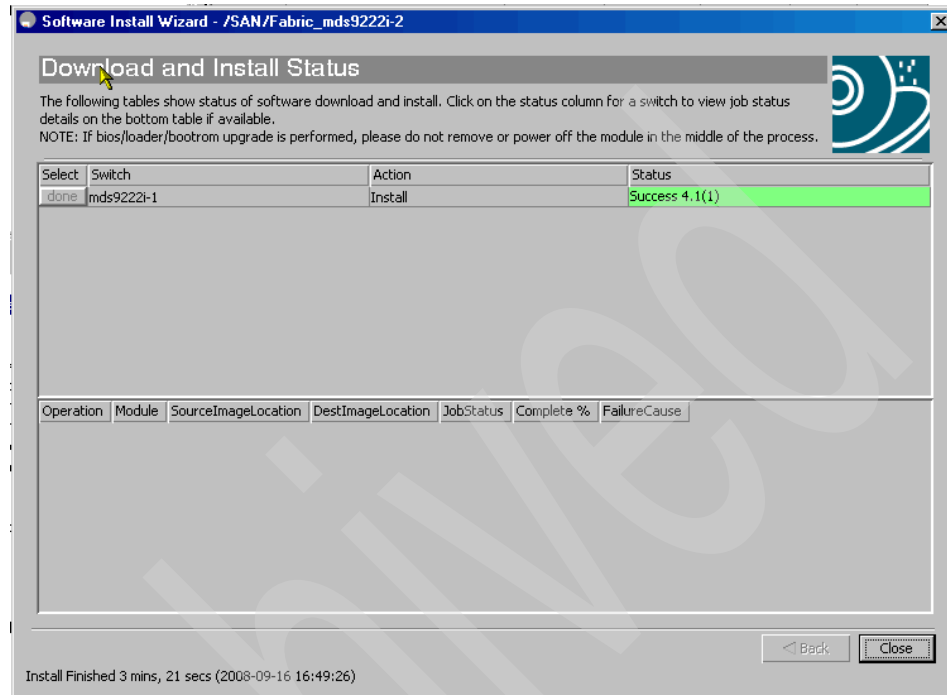 Software Install Wizard - /SAN/Fabric_mds9222i-2
Download and Install Status
The following tables show status of software download and install. Click on the status column for a switch to view job status
details on the bottom table if available.
NOTE: If bios/loader/bootrom upgrade is performed, please do not remove or power off the module in the middle of the process.
Select Switch Action Status
done mds9222i-1 Install Success 4.1(1)
Operation Module SourceImageLocation DestImageLocation JobStatus Complete % FailureCause
< Back Close
Install Finished 3 mins, 21 secs (2008-09-16 16:49:26)